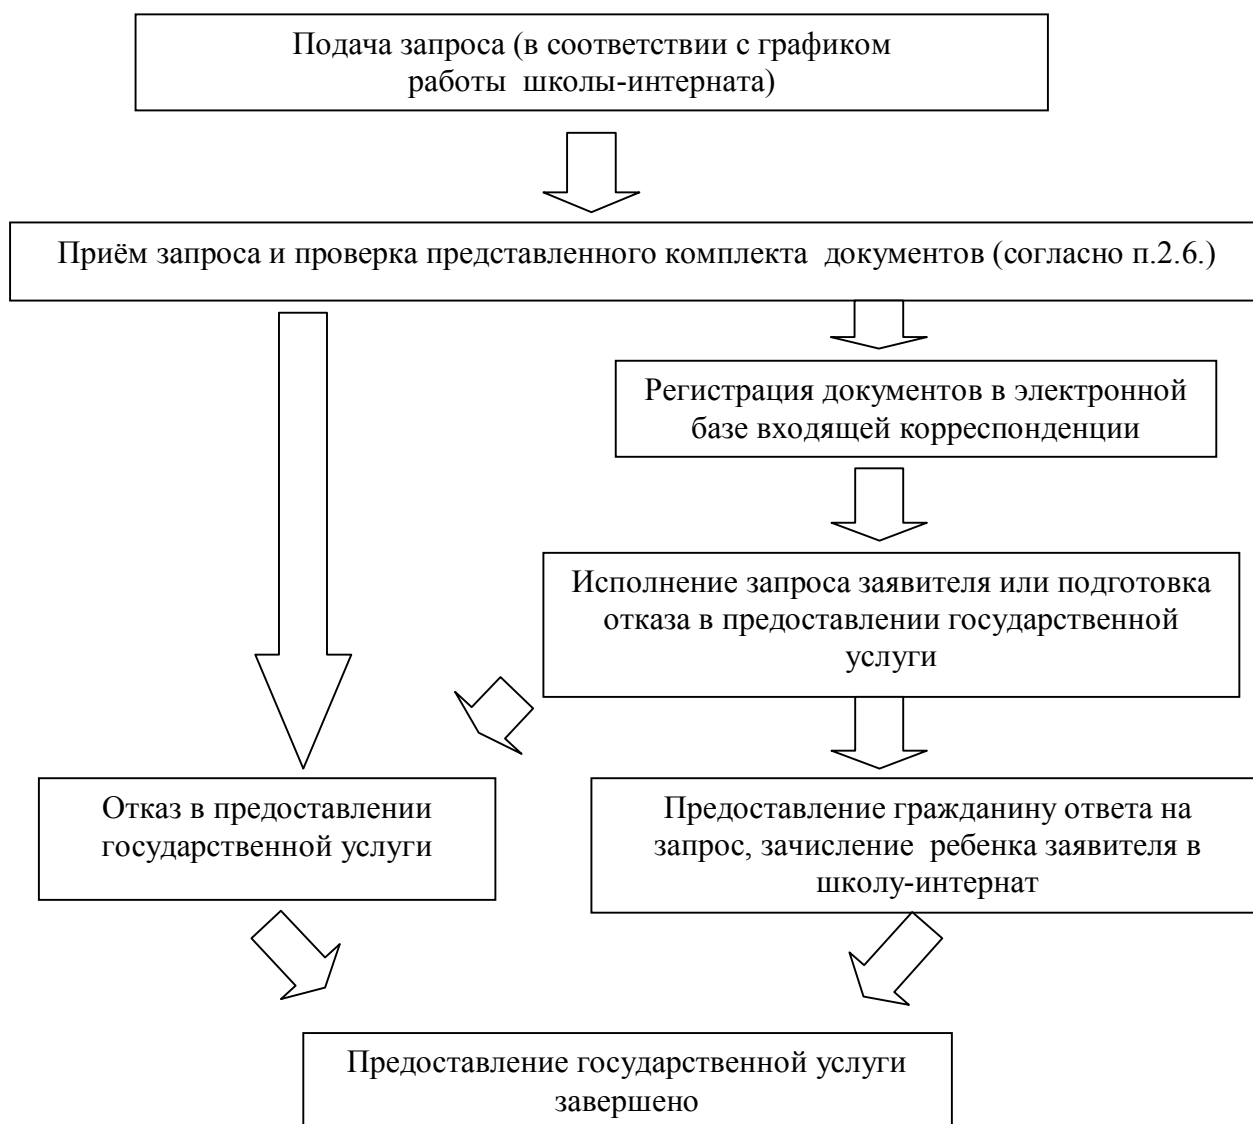 Подача запроса (в соответствии с графиком
работы школы-интерната)
Приём запроса и проверка представленного комплекта документов (согласно п.2.6.)
Регистрация документов в электронной
базе входящей корреспонденции
Исполнение запроса заявителя или подготовка
отказа в предоставлении государственной
услуги
Отказ в предоставлении
государственной услуги
Предоставление гражданину ответа на
запрос, зачисление ребенка заявителя в
школу-интернат
Предоставление государственной услуги
завершено